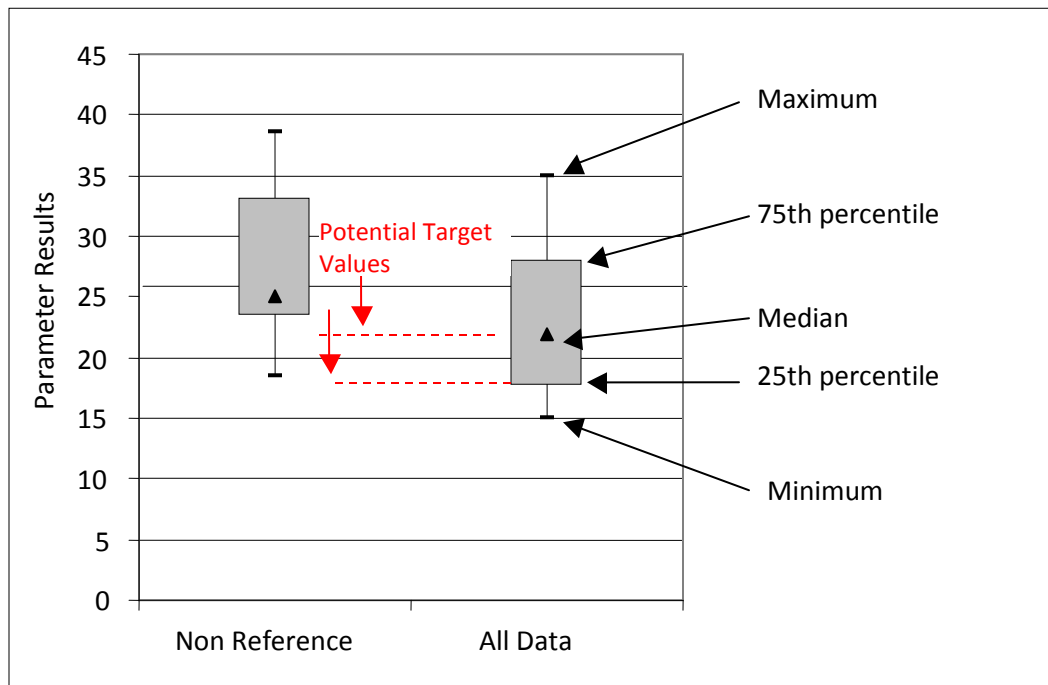 45
40
35
30
25
20
15
10
5
0
Parameter Results
Non Reference
All Data
Potential Target
Values
Maximum
75th percentile
Median
25th percentile
Minimum